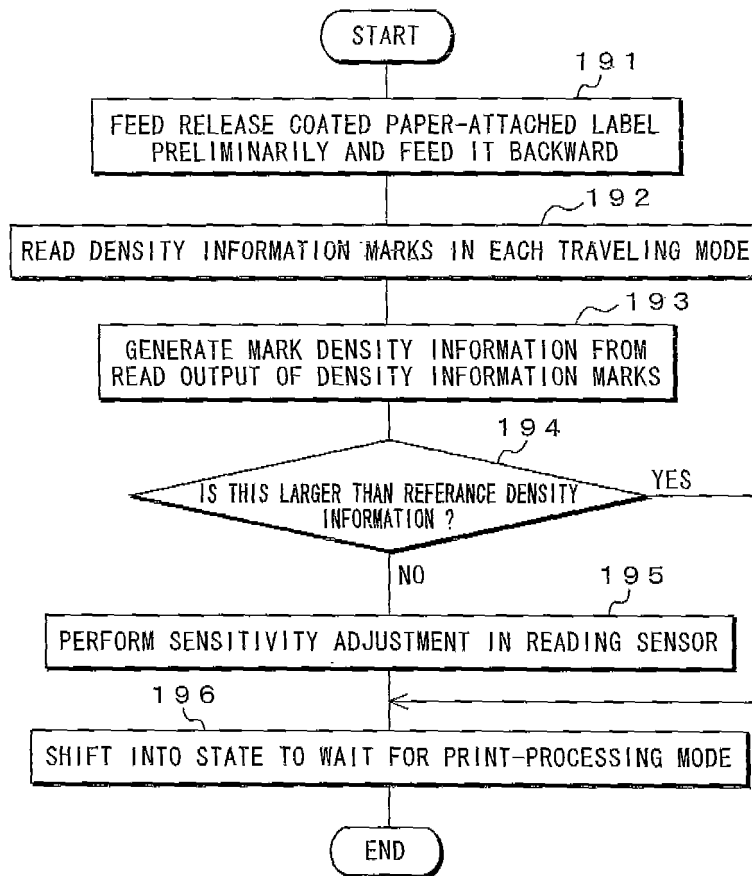 START
191
FEED RELEASE COATED PAPER-ATTACHED LABEL
PRELIMINARILY AND FEED IT BACKWARD
192
READ DENSITY INFORMATION MARKS IN EACH TRAVELING MODE
193
GENERATE MARK DENSITY INFORMATION FROM
READ OUTPUT OF DENSITY INFORMATION MARKS
194
IS THIS LARGER THAN REFERANCE DENSITY
INFORMATION ?
YES
NO
195
PERFORM SENSITIVITY ADJUSTMENT IN READING SENSOR
196
SHIFT INTO STATE TO WAIT FOR PRINT-PROCESSING MODE
END